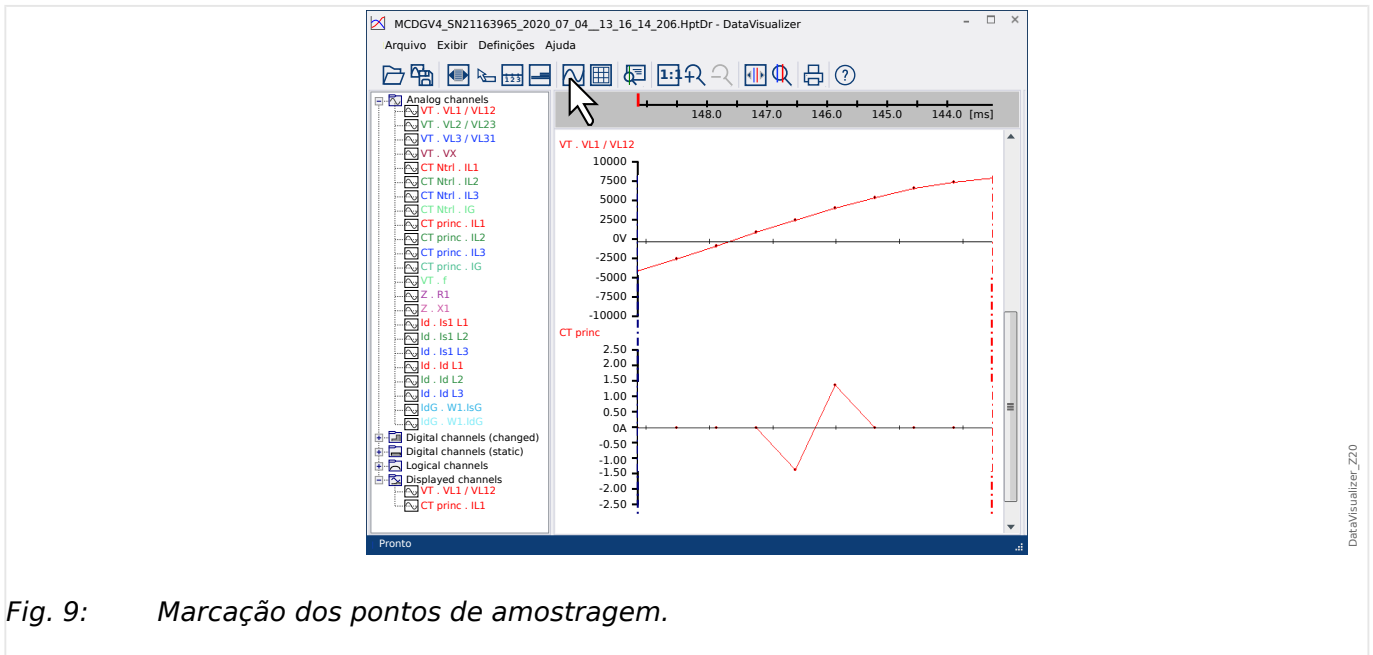 MCDGV4_SN21163965_2020_07_04__13_16_14_206.HptDr - DataVisualizer
Arquivo Exibir Definições Ajuda
123
1:1
Analog channels
VT . VL1 / VL12
VT . VL2 / VL23
VT . VL3 / VL31
VT . VX
CT Ntrl . IL1
CT Ntrl . IL2
CT Ntrl . IL3
CT Ntrl . IG
CT princ . IL1
CT princ . IL2
CT princ . IL3
CT princ . IG
VT . f
Z . R1
Z . X1
Id . Is1 L1
Id . Is1 L2
Id . Is1 L3
Id . Id L1
Id . Id L2
Id . Id L3
IdG . W1.IsG
IdG . W1.IdG
Digital channels (changed)
Digital channels (static)
Logical channels
Displayed channels
VT . VL1 / VL12
CT princ . IL1
148.0 147.0 146.0 145.0 144.0 [ms]
VT . VL1 / VL12
10000
7500
5000
2500
0V
-2500
-5000
-7500
-10000
CT princ
2.50
2.00
1.50
1.00
0.50
0A
-0.50
-1.00
-1.50
-2.00
-2.50
Pronto
DataVisualizer_Z20
Fig. 9: Marcação dos pontos de amostragem.